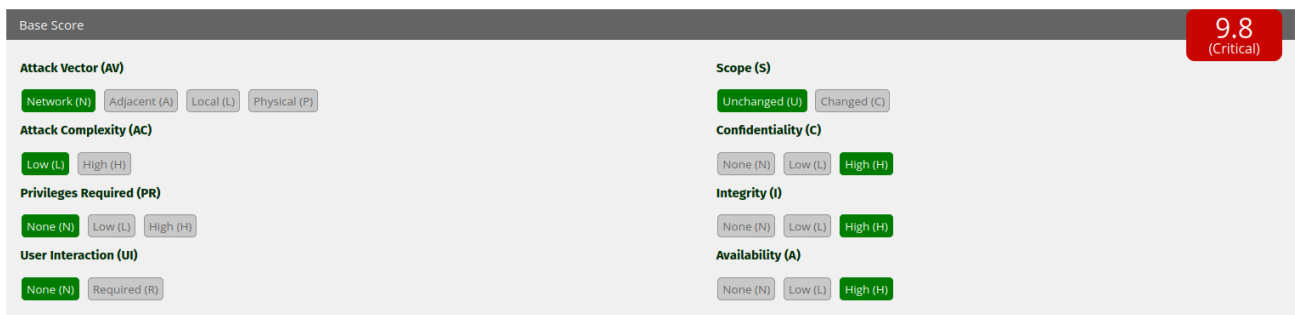 Base Score
9.8
(Critical)
Attack Vector (AV)
Network (N) Adjacent (A) Local (L) Physical (P)
Attack Complexity (AC)
Low (L) High (H)
Privileges Required (PR)
None (N) Low (L) High (H)
User Interaction (UI)
None (N) Required (R)
Scope (S)
Unchanged (U) Changed (C)
Confidentiality (C)
None (N) Low (L) High (H)
Integrity (I)
None (N) Low (L) High (H)
Availability (A)
None (N) Low (L) High (H)